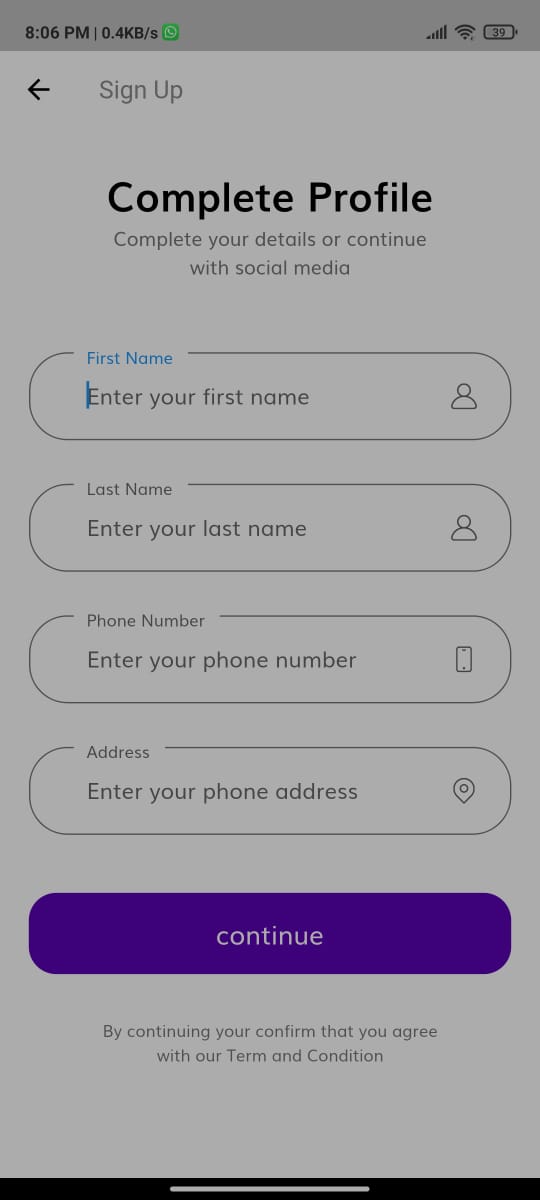 8:06 PM | 0.4KB/s
39
Sign Up
Complete Profile
Complete your details or continue
with social media
First Name
Enter your first name
Last Name
Enter your last name
Phone Number
Enter your phone number
Address
Enter your phone address
continue
By continuing your confirm that you agree
with our Term and Condition